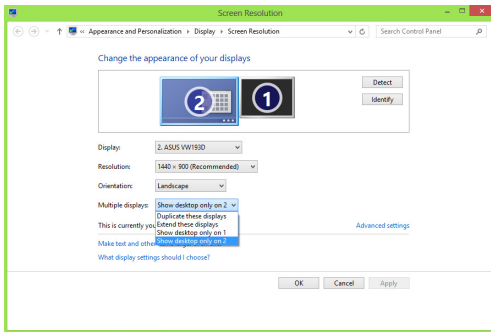 Screen Resolution
« Appearance and Personalization ▸ Display ▸ Screen Resolution
Search Control Panel
Change the appearance of your displays
2
1
Detect
Identify
Display: 2. ASUS VW193D
Resolution: 1440 × 900 (Recommended)
Orientation: Landscape
Multiple displays: Show desktop only on 2
Duplicate these displays
Extend these displays
Show desktop only on 1
Show desktop only on 2
This is currently you
Advanced settings
Make text and othe
What display settings should I choose?
OK Cancel Apply